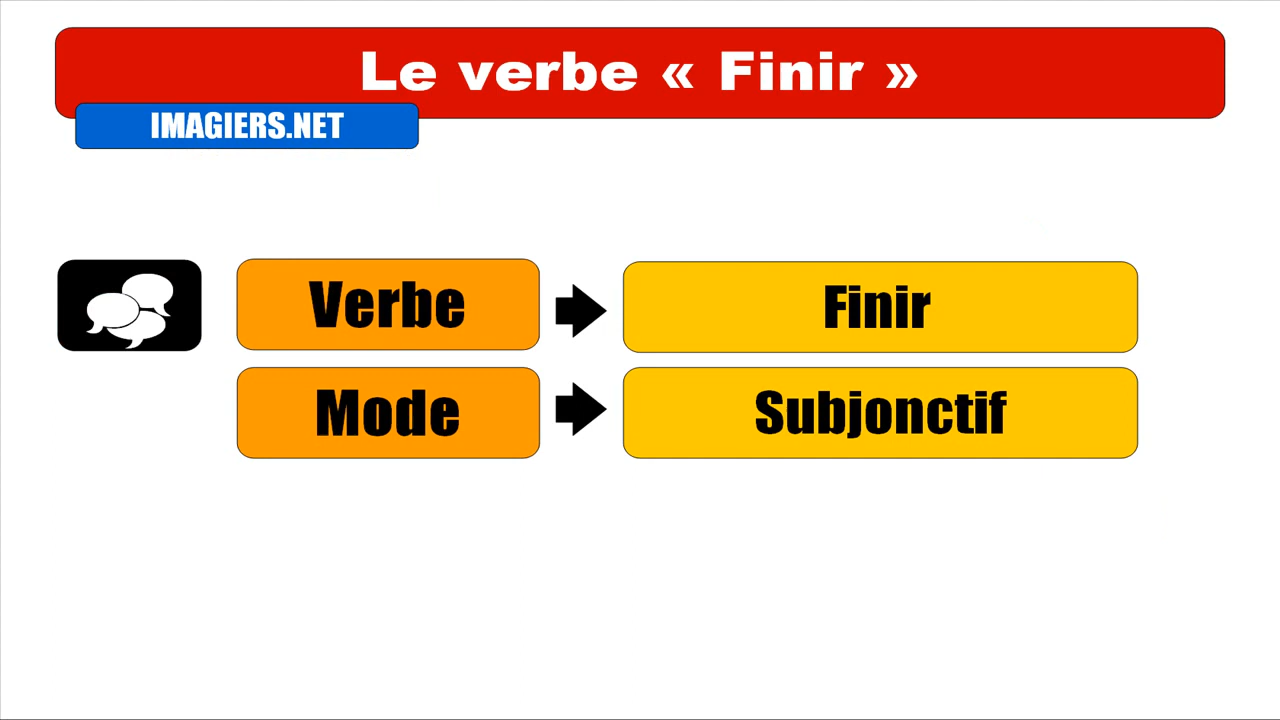 Le verbe « Finir »
IMAGIERS.NET
Verbe
Finir
Mode
Subjonctif